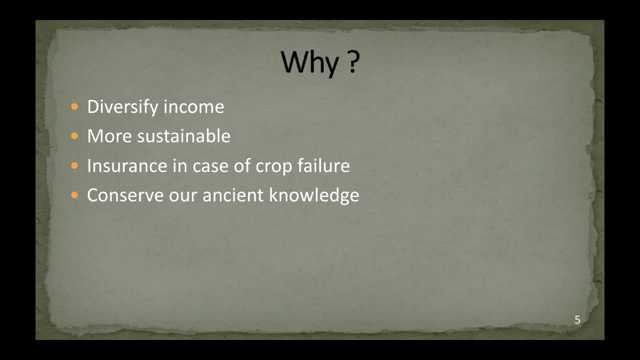 Why ?
• Diversify income
• More sustainable
• Insurance in case of crop failure
• Conserve our ancient knowledge
5